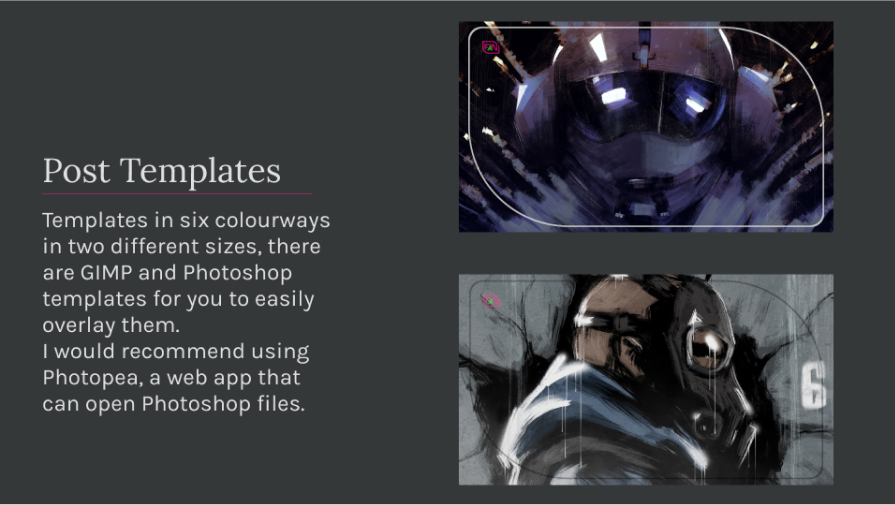 Post Templates
Templates in six colourways
in two different sizes, there
are GIMP and Photoshop
templates for you to easily
overlay them.
I would recommend using
Photopea, a web app that
can open Photoshop files.
6